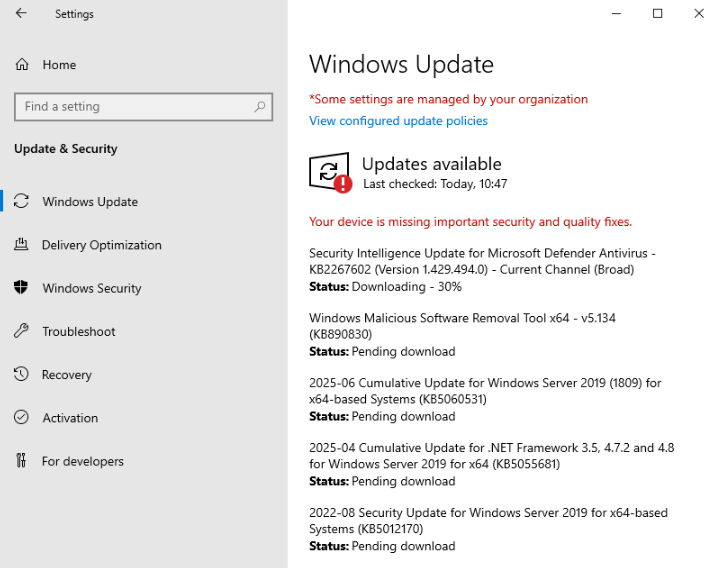 Settings
Home
Find a setting
Update & Security
Windows Update
Delivery Optimization
Windows Security
Troubleshoot
Recovery
Activation
For developers
Windows Update
*Some settings are managed by your organization
View configured update policies
Updates available
Last checked: Today, 10:47
Your device is missing important security and quality fixes.
Security Intelligence Update for Microsoft Defender Antivirus -
KB2267602 (Version 1.429.494.0) - Current Channel (Broad)
Status: Downloading - 30%
Windows Malicious Software Removal Tool x64 - v5.134
(KB890830)
Status: Pending download
2025-06 Cumulative Update for Windows Server 2019 (1809) for
x64-based Systems (KB5060531)
Status: Pending download
2025-04 Cumulative Update for .NET Framework 3.5, 4.7.2 and 4.8
for Windows Server 2019 for x64 (KB5055681)
Status: Pending download
2022-08 Security Update for Windows Server 2019 for x64-based
Systems (KB5012170)
Status: Pending download